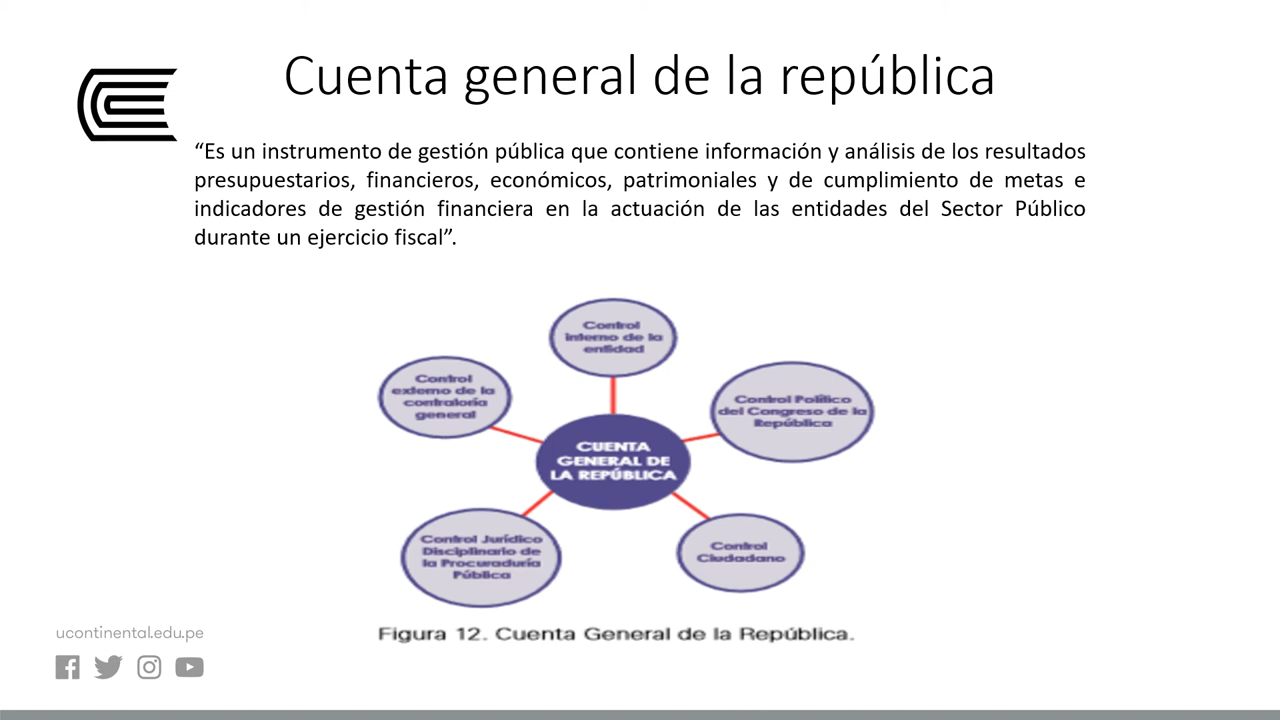 Cuenta general de la república
“Es un instrumento de gestión pública que contiene información y análisis de los resultados
presupuestarios, financieros, económicos, patrimoniales y de cumplimiento de metas e
indicadores de gestión financiera en la actuación de las entidades del Sector Público
durante un ejercicio fiscal”.
Control
interno de la
entidad
Control
externo de la
contraloría
general
Control Político
del Congreso de la
República
CUENTA
GENERAL DE
LA REPÚBLICA
Control Jurídico
Disciplinario de
la Procuraduría
Pública
Control
Ciudadano
Figura 12. Cuenta General de la República.
ucontinental.edu.pe